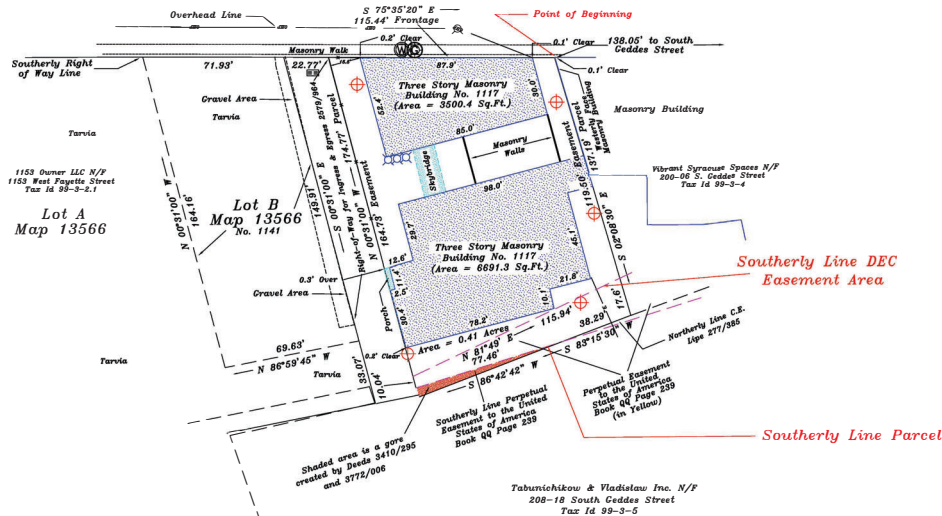 Overhead Line
S 75°35'20" E
115.44' Frontage
Point of Beginning
0.2' Clear
W G
0.1' Clear
138.05' to South
Geddes Street
Masonry Walk
Southerly Right
of Way Line
71.93'
22.77'
87.9'
0.1' Clear
Gravel Area
Tarvia
Tarvia
Three Story Masonry
Building No. 1117
(Area = 3500.4 Sq.Ft.)
52.4'
30.0'
85.0'
Masonry Building
Westerly Face
Masonry Building
127.19' Parcel
119.50' Easement
S 02°08'30" E
Masonry
Walls
Skybridge
98.0'
Vibrant Syracuse Spaces N/F
200-06 S. Geddes Street
Tax Id 99-3-4
1153 Owner LLC N/F
1153 West Fayette Street
Tax Id 99-3-2.1
Lot A
Map 13566
N 00°31'00" W
164.16'
Lot B
Map 13566
No. 1141
149.91'
S 00°31'00" E
Right-of-Way for Ingress & Egress 2579/964
174.77' Parcel
N 00°31'00" W
164.73' Easement
29.7'
Three Story Masonry
Building No. 1117
(Area = 6691.3 Sq.Ft.)
45.1'
12.6'
11.4'
2.5'
0.3' Over
Gravel Area
Porch
30.4'
21.8'
10.1'
17.6'
Southerly Line DEC
Easement Area
78.2'
115.94'
38.29'
Area = 0.41 Acres
N 81°49' E
77.46'
S 83°15'30" W
S 86°42'42" W
Northerly Line C.E.
Lipe 277/385
69.63'
N 86°59'45" W
Tarvia
Tarvia
33.07'
0.2' Clear
10.04'
Perpetual Easement
to the United
States of America
Book QQ Page 239
(in Yellow)
Southerly Line Perpetual
Easement to the United
States of America
Book QQ Page 239
Shaded area is a gore
created by Deeds 3410/295
and 3772/006
Southerly Line Parcel
Tabunichikow & Vladislaw Inc. N/F
208-18 South Geddes Street
Tax Id 99-3-5